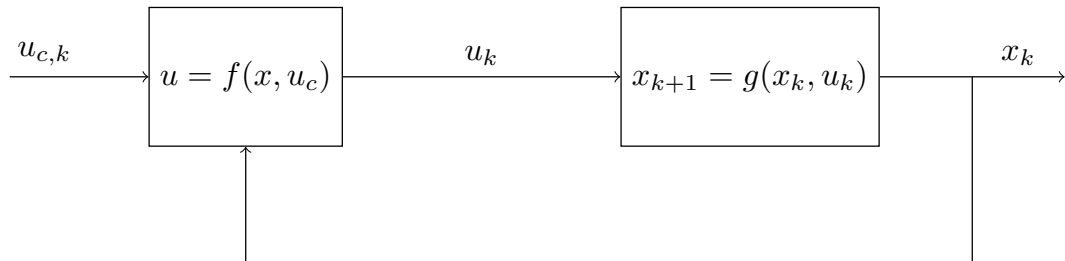 u_{c,k}
u = f(x, u_c)
u_k
x_{k+1} = g(x_k, u_k)
x_k